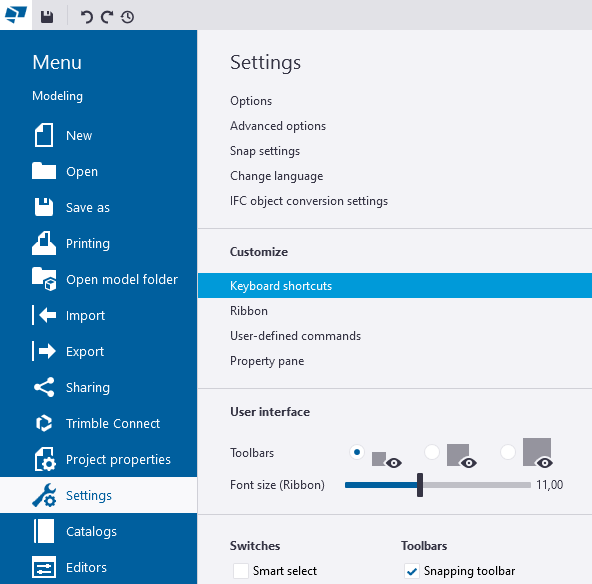 Menu
Modeling
New
Open
Save as
Printing
Open model folder
Import
Export
Sharing
Trimble Connect
Project properties
Settings
Catalogs
Editors
Settings
Options
Advanced options
Snap settings
Change language
IFC object conversion settings
Customize
Keyboard shortcuts
Ribbon
User-defined commands
Property pane
User interface
Toolbars
Font size (Ribbon) 11,00
Switches
Smart select
Toolbars
Snapping toolbar